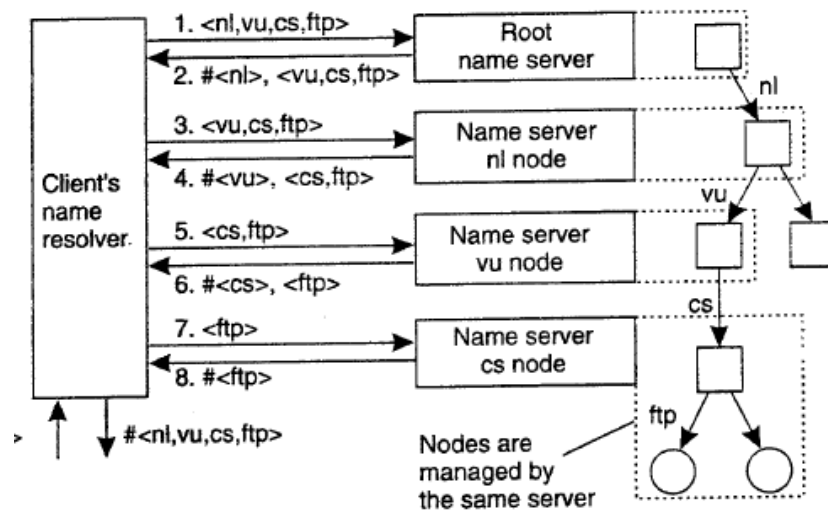 1. <nl,vu,cs,ftp>
Root
name server
2. #<nl>, <vu,cs,ftp>
nl
3. <vu,cs,ftp>
Name server
nl node
4. #<vu>, <cs,ftp>
vu
Client's
name
resolver.
5. <cs,ftp>
Name server
vu node
6. #<cs>, <ftp>
cs
7. <ftp>
Name server
cs node
8. #<ftp>
ftp
>
#<nl,vu,cs,ftp>
Nodes are
managed by
the same server